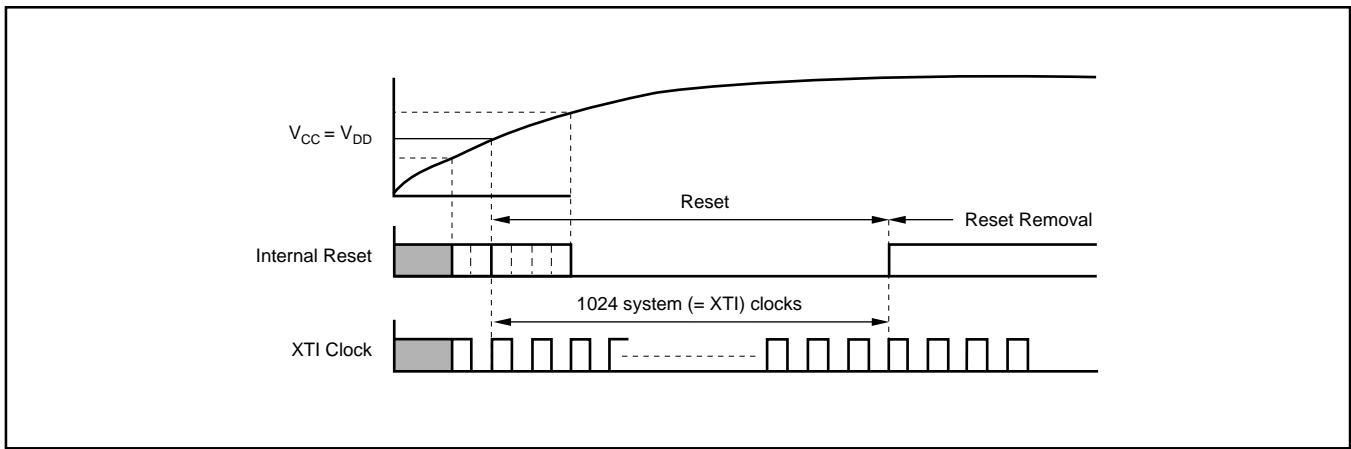 V_CC = V_DD
Reset
Reset Removal
Internal Reset
1024 system (= XTI) clocks
XTI Clock